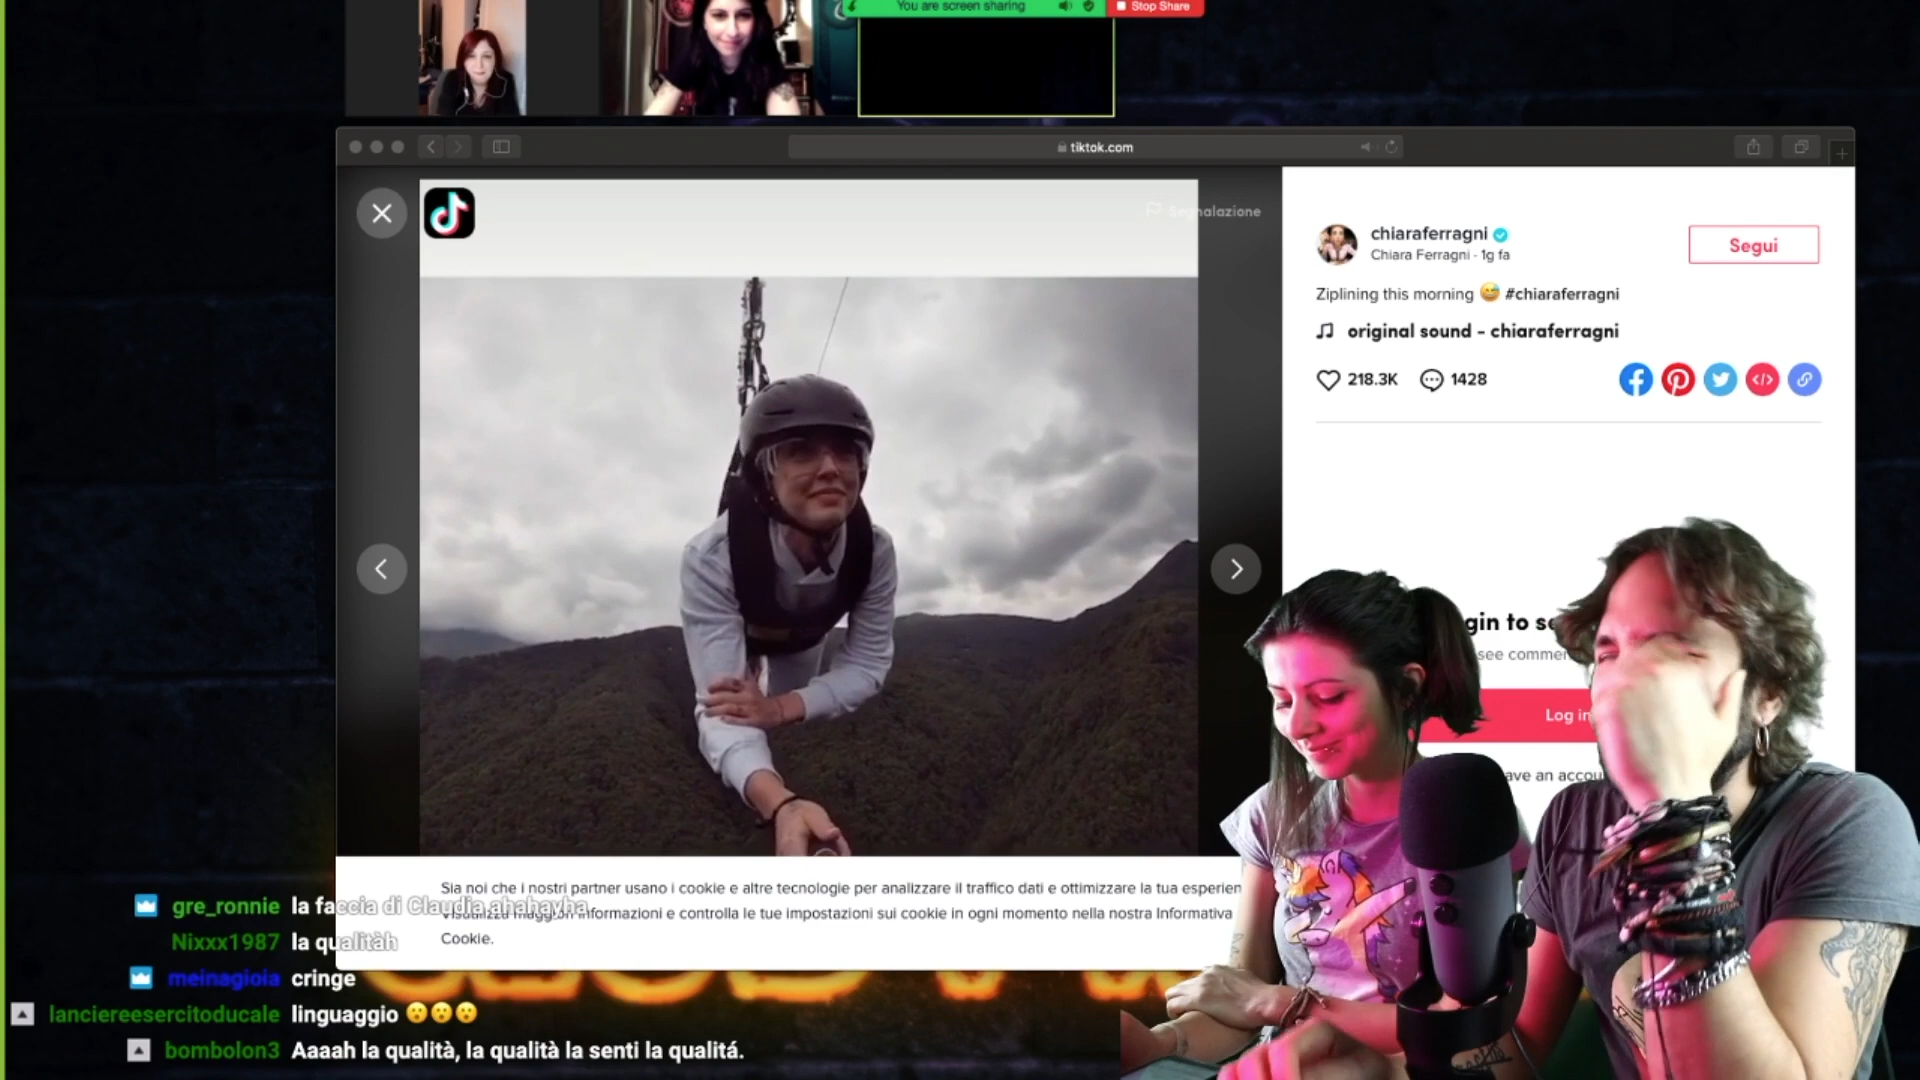 You are screen sharing
Stop Share
tiktok.com
Segnalazione
chiaraferragni
Segui
Chiara Ferragni · 1g fa
Ziplining this morning 😅 #chiaraferragni
original sound - chiaraferragni
218.3K 1428
gin to se
see commen
Log in
ave an accou
Sia noi che i nostri partner usano i cookie e altre tecnologie per analizzare il traffico dati e ottimizzare la tua esperien
Visualizza maggiori informazioni e controlla le tue impostazioni sui cookie in ogni momento nella nostra Informativa
Cookie.
gre_ronnie la faccia di Claudia ahahayha
Nixxx1987 la qualitàh
meinagioia cringe
lanciereesercitoducale linguaggio 😮😮😮
bombolon3 Aaaah la qualità, la qualità la senti la qualitá.